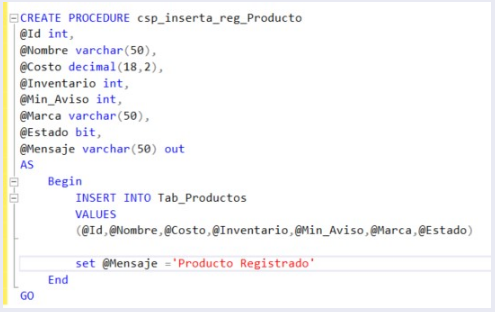 CREATE PROCEDURE csp_inserta_reg_Producto
@Id int,
@Nombre varchar(50),
@Costo decimal(18,2),
@Inventario int,
@Min_Aviso int,
@Marca varchar(50),
@Estado bit,
@Mensaje varchar(50) out
AS
Begin
INSERT INTO Tab_Productos
VALUES
(@Id,@Nombre,@Costo,@Inventario,@Min_Aviso,@Marca,@Estado)
set @Mensaje ='Producto Registrado'
End
GO